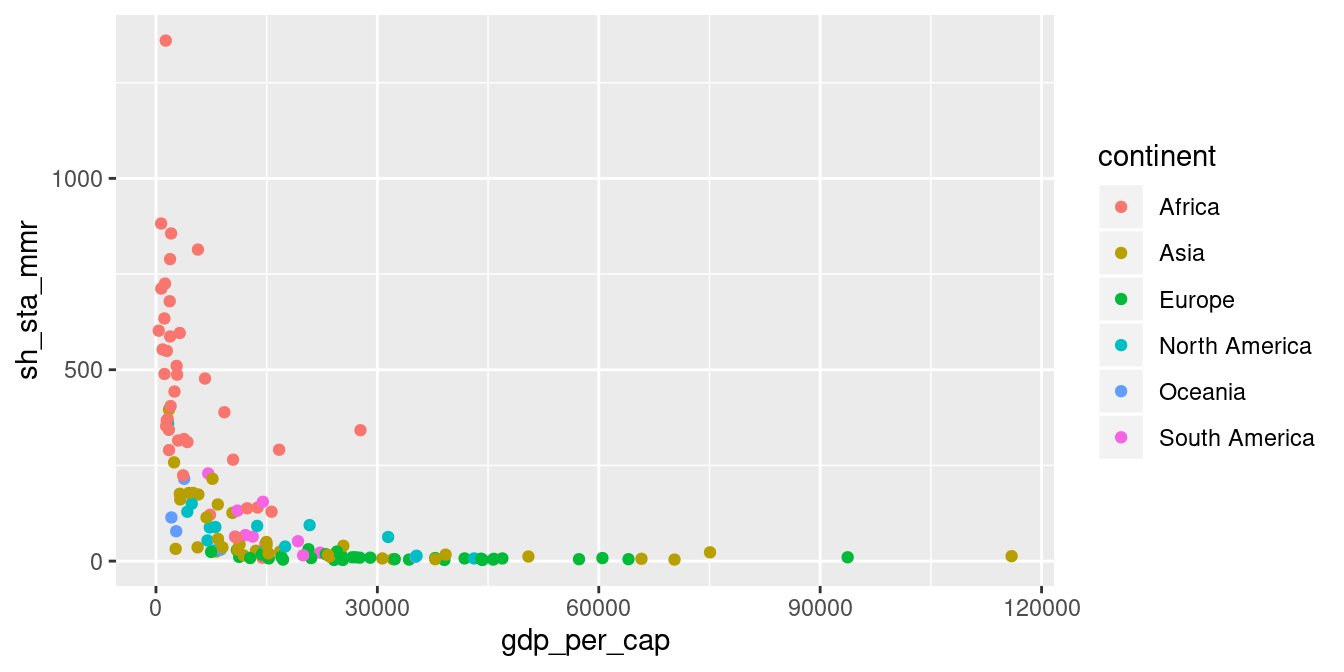 sh_sta_mmr
1000
500
0
0
30000
60000
90000
120000
gdp_per_cap
continent
Africa
Asia
Europe
North America
Oceania
South America